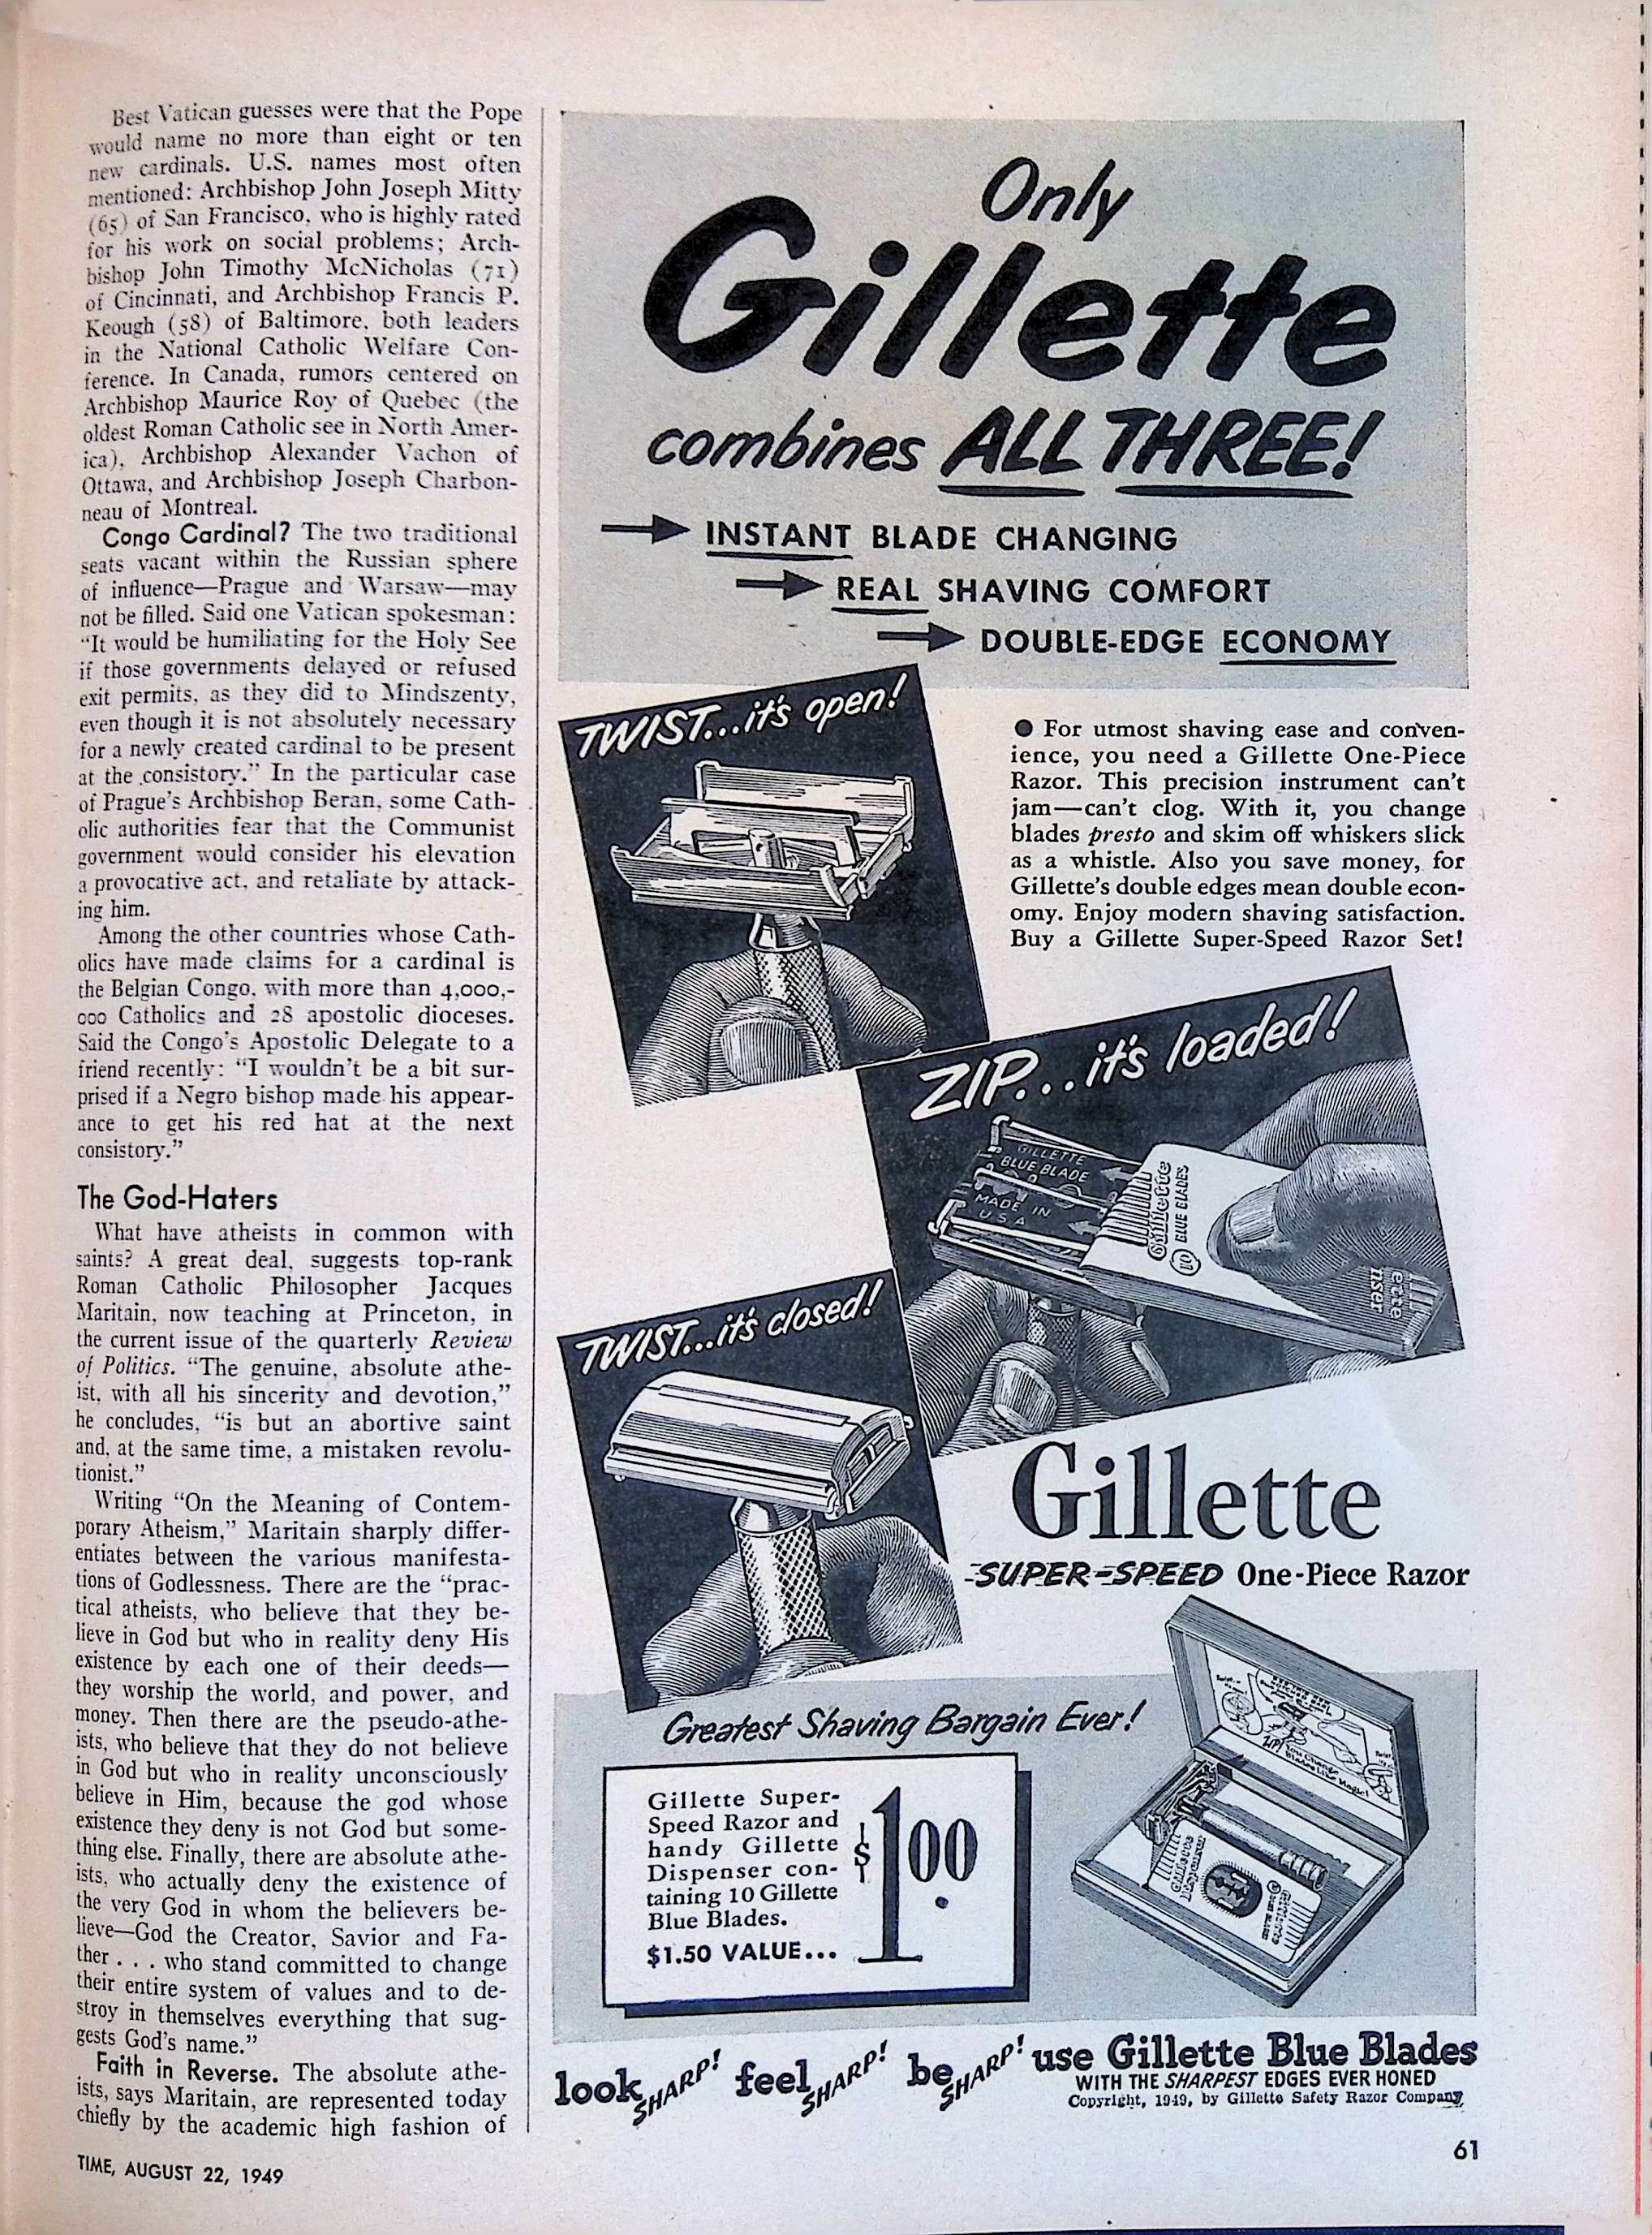 Best Vatican guesses were that the Pope
would name no more than eight or ten
new cardinals. U.S. names most often
mentioned: Archbishop John Joseph Mitty
(65) of San Francisco, who is highly rated
for his work on social problems; Arch-
bishop John Timothy McNicholas (71)
of Cincinnati, and Archbishop Francis P.
Keough (58) of Baltimore, both leaders
in the National Catholic Welfare Con-
ference. In Canada, rumors centered on
Archbishop Maurice Roy of Quebec (the
oldest Roman Catholic see in North Amer-
ica), Archbishop Alexander Vachon of
Ottawa, and Archbishop Joseph Charbon-
neau of Montreal.
Congo Cardinal? The two traditional
seats vacant within the Russian sphere
of influence—Prague and Warsaw—may
not be filled. Said one Vatican spokesman:
“It would be humiliating for the Holy See
if those governments delayed or refused
exit permits, as they did to Mindszenty,
even though it is not absolutely necessary
for a newly created cardinal to be present
at the consistory.” In the particular case
of Prague's Archbishop Beran, some Cath-
olic authorities fear that the Communist
government would consider his elevation
a provocative act, and retaliate by attack-
ing him.
Among the other countries whose Cath-
olics have made claims for a cardinal is
the Belgian Congo, with more than 4,000,-
000 Catholics and 28 apostolic dioceses.
Said the Congo's Apostolic Delegate to a
friend recently: “I wouldn't be a bit sur-
prised if a Negro bishop made his appear-
ance to get his red hat at the next
consistory.”
The God-Haters
What have atheists in common with
saints? A great deal, suggests top-rank
Roman Catholic Philosopher Jacques
Maritain, now teaching at Princeton, in
the current issue of the quarterly Review
of Politics. “The genuine, absolute athe-
ist, with all his sincerity and devotion,”
he concludes, “is but an abortive saint
and, at the same time, a mistaken revolu-
tionist.”
Writing “On the Meaning of Contem-
porary Atheism,” Maritain sharply differ-
entiates between the various manifesta-
tions of Godlessness. There are the “prac-
tical atheists, who believe that they be-
lieve in God but who in reality deny His
existence by each one of their deeds—
they worship the world, and power, and
money. Then there are the pseudo-athe-
ists, who believe that they do not believe
in God but who in reality unconsciously
believe in Him, because the god whose
existence they deny is not God but some-
thing else. Finally, there are absolute athe-
ists, who actually deny the existence of
the very God in whom the believers be-
lieve—God the Creator, Savior and Fa-
ther . . . who stand committed to change
their entire system of values and to de-
stroy in themselves everything that sug-
gests God's name.”
Faith in Reverse. The absolute athe-
ists, says Maritain, are represented today
chiefly by the academic high fashion of
TIME, AUGUST 22, 1949
Only
Gillette
combines ALL THREE!
INSTANT BLADE CHANGING
REAL SHAVING COMFORT
DOUBLE-EDGE ECONOMY
TWIST...it's open!
● For utmost shaving ease and conven-
ience, you need a Gillette One-Piece
Razor. This precision instrument can't
jam—can't clog. With it, you change
blades presto and skim off whiskers slick
as a whistle. Also you save money, for
Gillette's double edges mean double econ-
omy. Enjoy modern shaving satisfaction.
Buy a Gillette Super-Speed Razor Set!
ZIP...it's loaded!
GILLETTE
BLUE BLADE
MADE IN
U S A
Gillette
BLUE BLADES
ette
nser
TWIST...it's closed!
Gillette
SUPER-SPEED One-Piece Razor
Greatest Shaving Bargain Ever!
ZIP! You Change
Blades Like Magic!
Gillette
Dispenser
Gillette Super-
Speed Razor and
handy Gillette
Dispenser con-
taining 10 Gillette
Blue Blades.
$1.50 VALUE...
$1.00
look SHARP! feel SHARP! be SHARP! use Gillette Blue Blades
WITH THE SHARPEST EDGES EVER HONED
Copyright, 1949, by Gillette Safety Razor Company
61